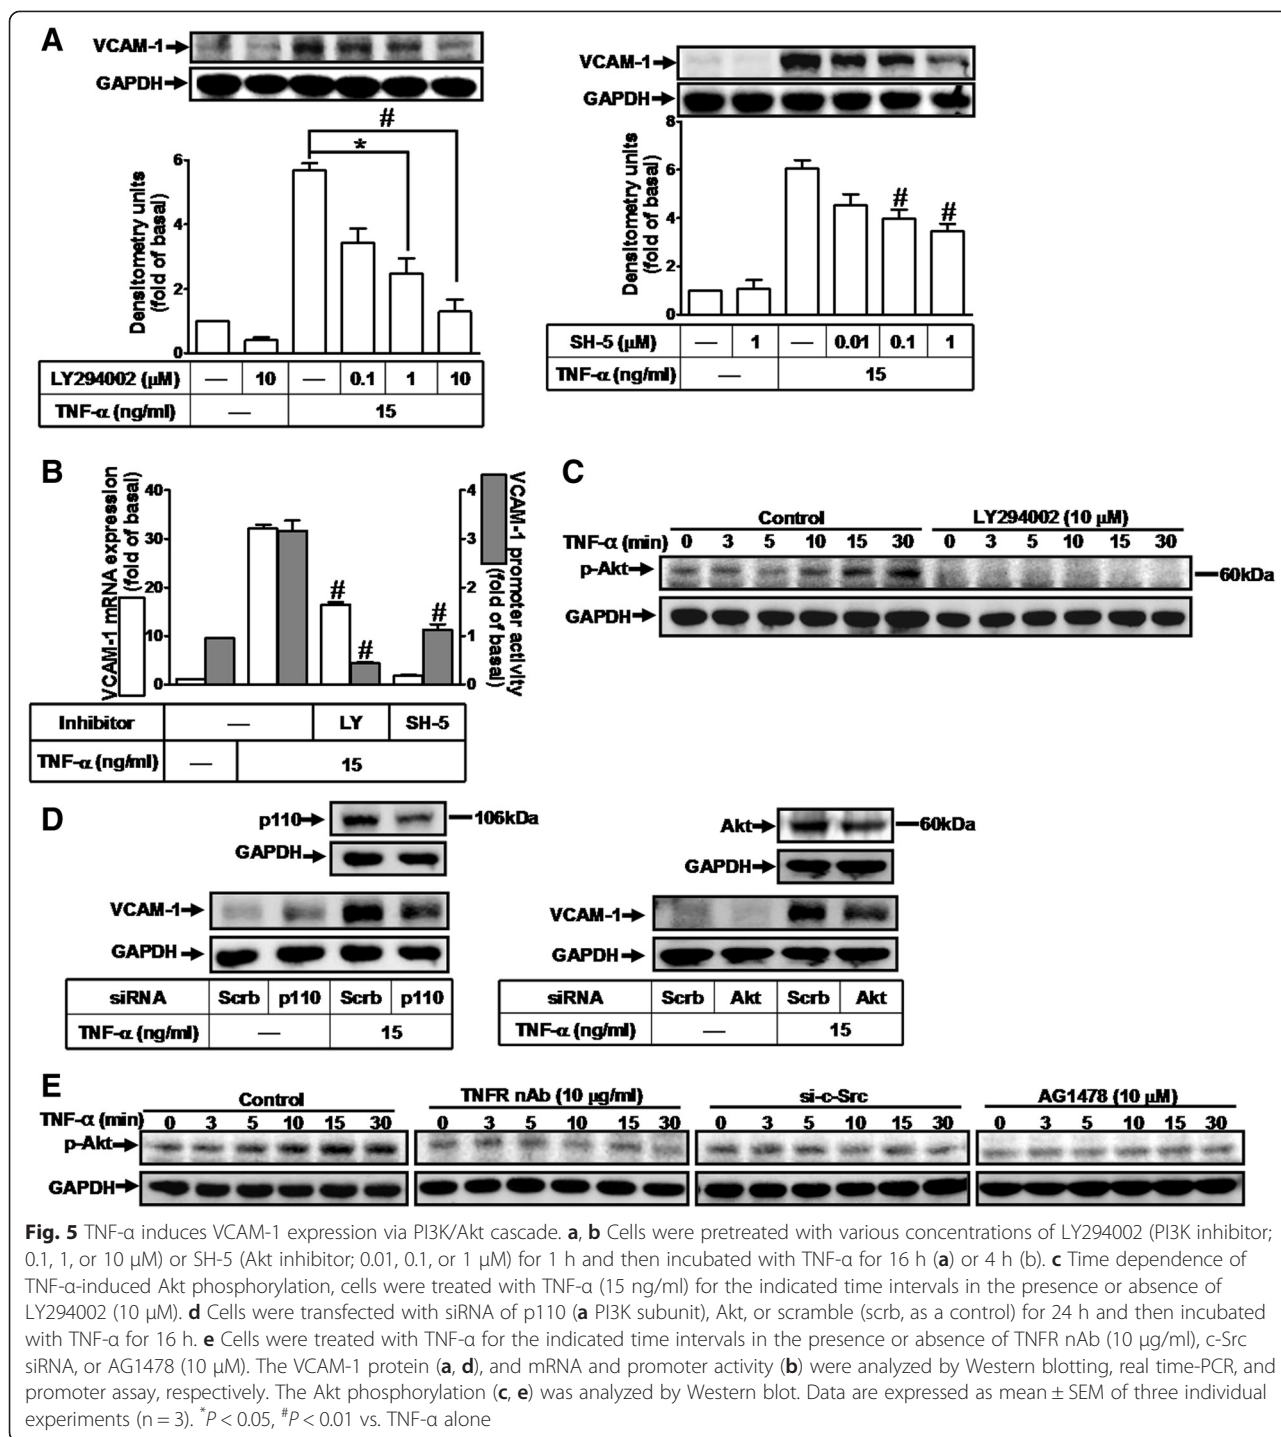 A
VCAM-1
GAPDH
#
*
Densitometry units
(fold of basal)
6
4
2
0
LY294002 (μM) — 10 — 0.1 1 10
TNF-α (ng/ml) — 15
VCAM-1
GAPDH
Densitometry units
(fold of basal)
8
6
4
2
0
# #
SH-5 (μM) — 1 — 0.01 0.1 1
TNF-α (ng/ml) — 15
B
VCAM-1 mRNA expression
(fold of basal)
40
30
20
10
0
# # #
4
3
2
1
0
VCAM-1 promoter activity
(fold of basal)
Inhibitor — LY SH-5
TNF-α (ng/ml) — 15
C
Control LY294002 (10 μM)
TNF-α (min) 0 3 5 10 15 30 0 3 5 10 15 30
p-Akt 60kDa
GAPDH
D
p110 106kDa
GAPDH
VCAM-1
GAPDH
siRNA Scrb p110 Scrb p110
TNF-α (ng/ml) — 15
Akt 60kDa
GAPDH
VCAM-1
GAPDH
siRNA Scrb Akt Scrb Akt
TNF-α (ng/ml) — 15
E
Control TNFR nAb (10 μg/ml) si-c-Src AG1478 (10 μM)
TNF-α (min) 0 3 5 10 15 30 0 3 5 10 15 30 0 3 5 10 15 30 0 3 5 10 15 30
p-Akt
GAPDH
Fig. 5 TNF-α induces VCAM-1 expression via PI3K/Akt cascade. a, b Cells were pretreated with various concentrations of LY294002 (PI3K inhibitor;
0.1, 1, or 10 μM) or SH-5 (Akt inhibitor; 0.01, 0.1, or 1 μM) for 1 h and then incubated with TNF-α for 16 h (a) or 4 h (b). c Time dependence of
TNF-α-induced Akt phosphorylation, cells were treated with TNF-α (15 ng/ml) for the indicated time intervals in the presence or absence of
LY294002 (10 μM). d Cells were transfected with siRNA of p110 (a PI3K subunit), Akt, or scramble (scrb, as a control) for 24 h and then incubated
with TNF-α for 16 h. e Cells were treated with TNF-α for the indicated time intervals in the presence or absence of TNFR nAb (10 μg/ml), c-Src
siRNA, or AG1478 (10 μM). The VCAM-1 protein (a, d), and mRNA and promoter activity (b) were analyzed by Western blotting, real time-PCR, and
promoter assay, respectively. The Akt phosphorylation (c, e) was analyzed by Western blot. Data are expressed as mean ± SEM of three individual
experiments (n = 3). *P < 0.05, #P < 0.01 vs. TNF-α alone